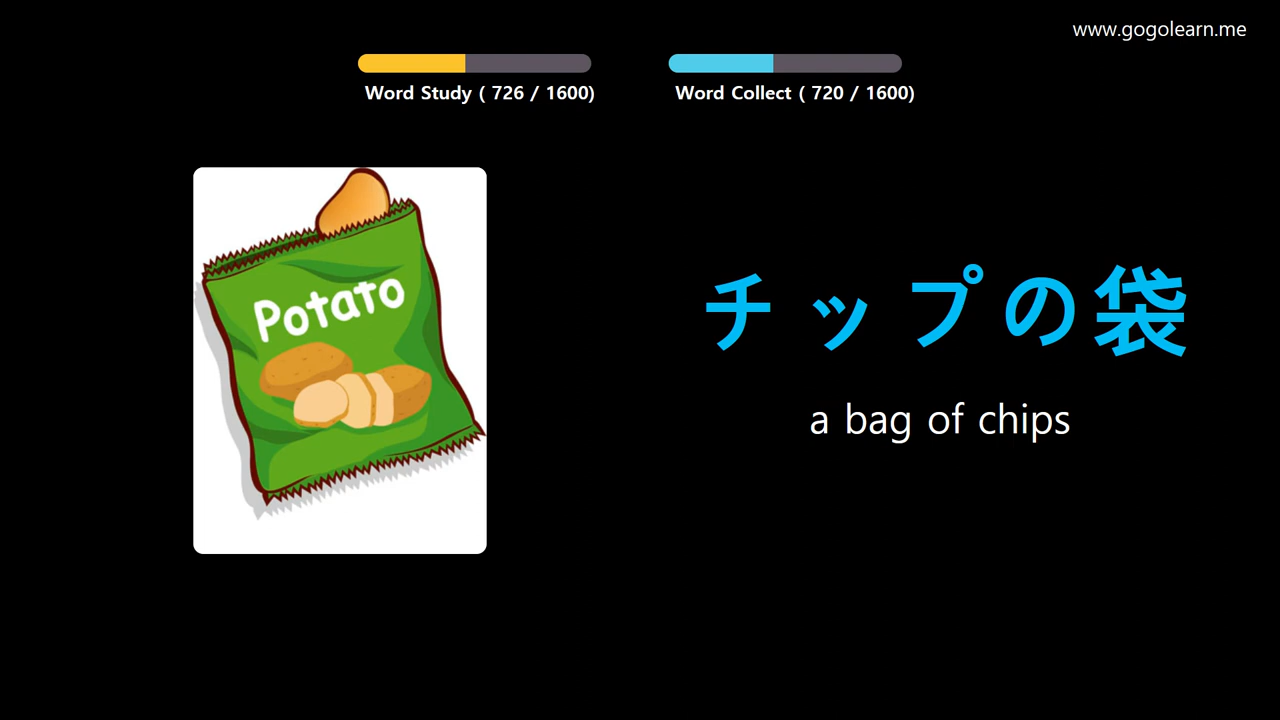 www.gogolearn.me
Word Study ( 726 / 1600)
Word Collect ( 720 / 1600)
Potato
チップの袋
a bag of chips